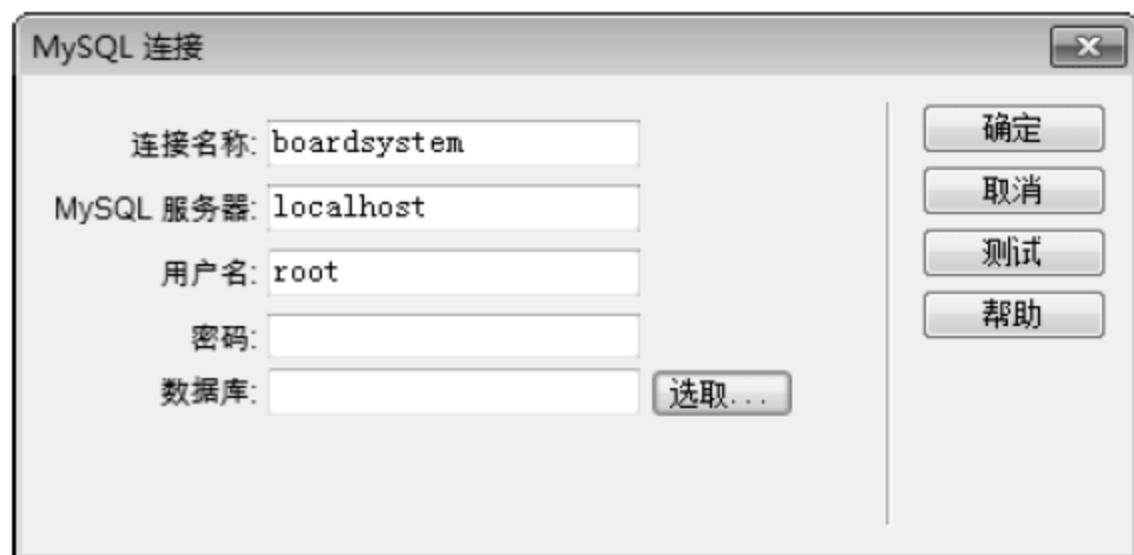 MySQL 连接
连接名称: boardsystem
确定
MySQL 服务器: localhost
取消
用户名: root
测试
密码:
帮助
数据库:
选取...